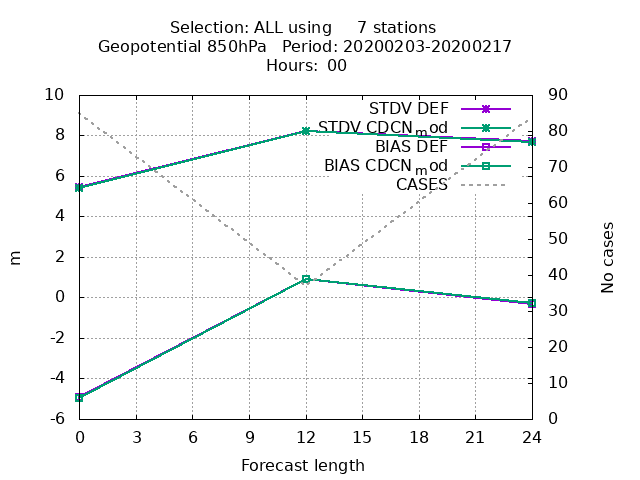 Selection: ALL using     7 stations
Geopotential 850hPa   Period: 20200203-20200217
Hours: 00
10
8
6
4
2
0
-2
-4
-6
m
STDV DEF
STDV CDCNmod
BIAS DEF
BIAS CDCNmod
CASES
90
80
70
60
50
40
30
20
10
0
No cases
0 3 6 9 12 15 18 21 24
Forecast length